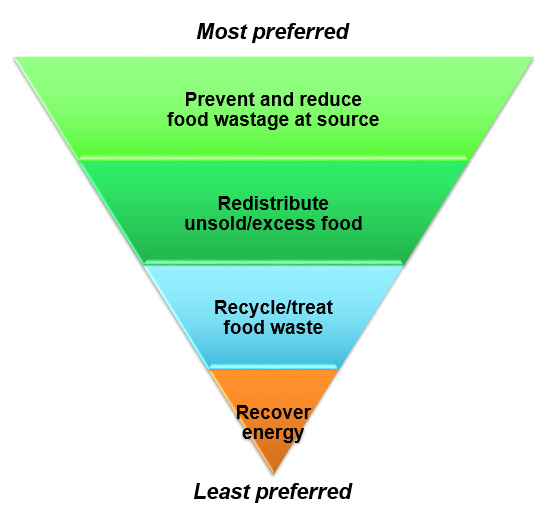 Most preferred
Prevent and reduce
food wastage at source
Redistribute
unsold/excess food
Recycle/treat
food waste
Recover
energy
Least preferred